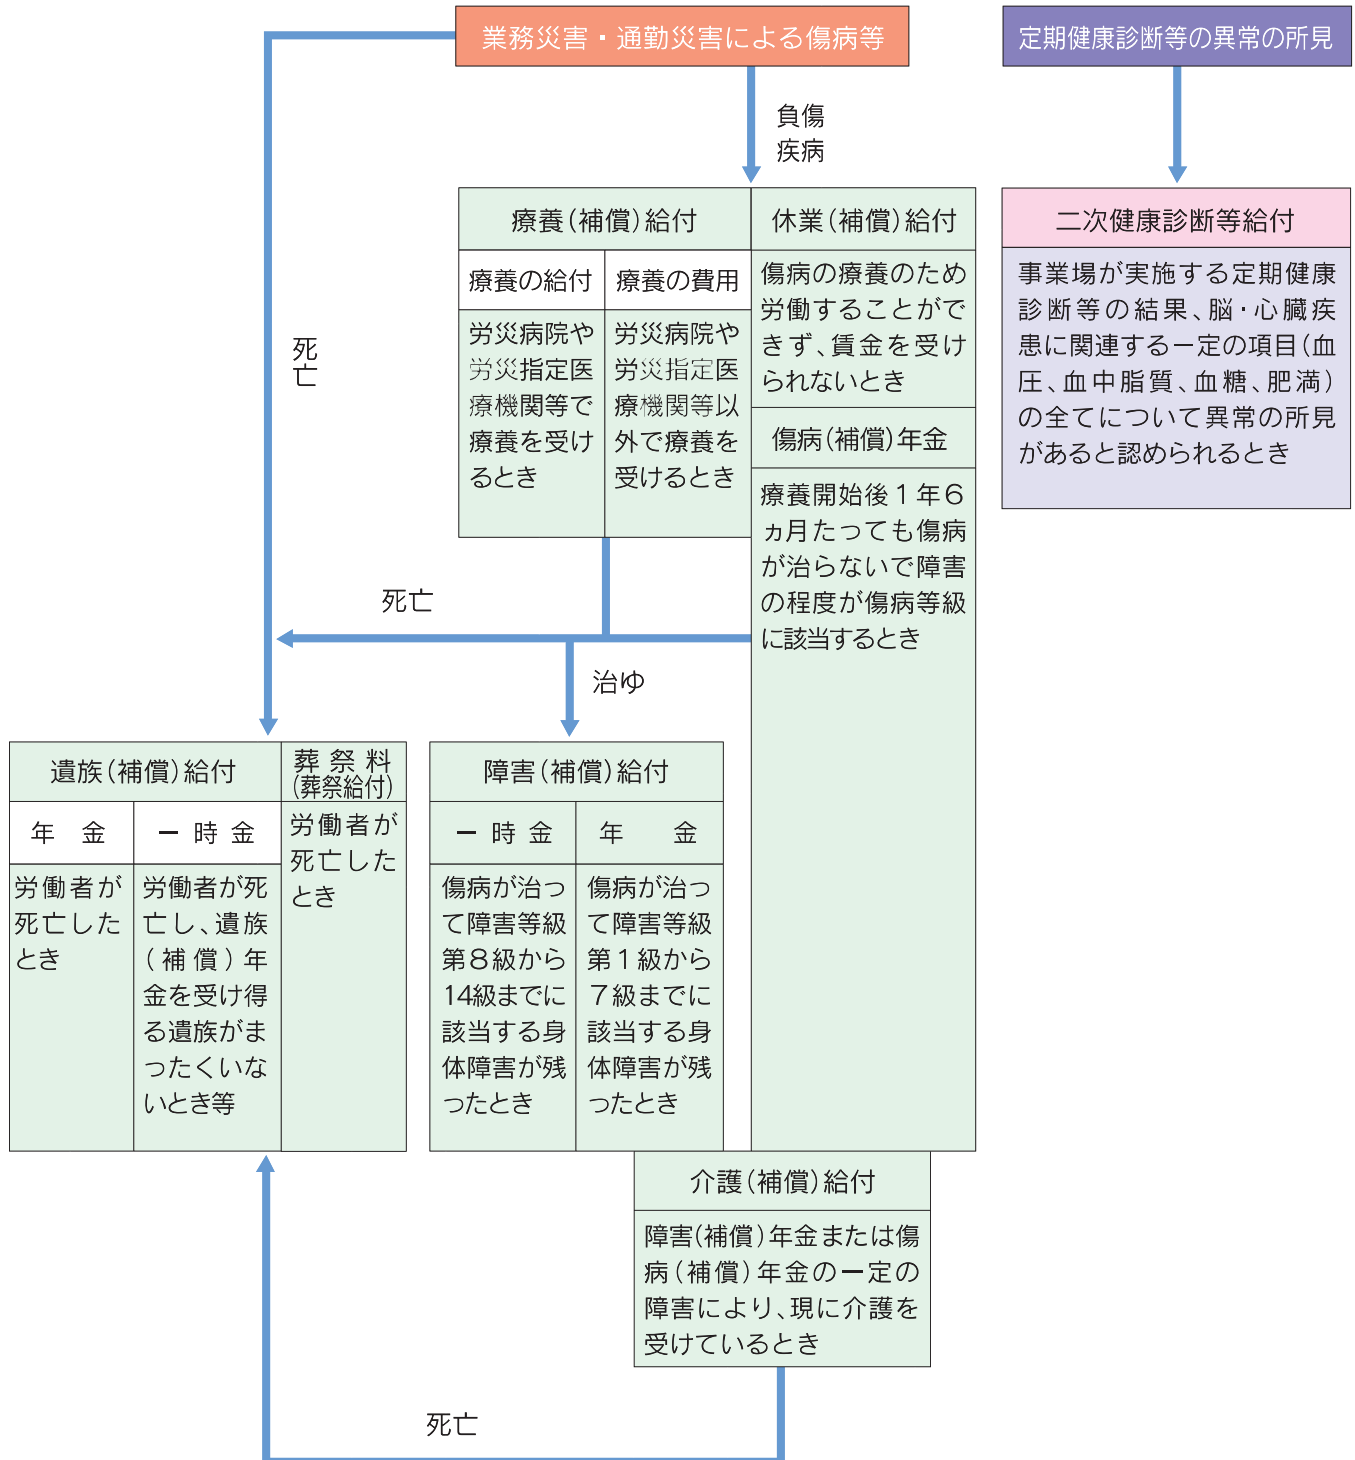 業務災害・通勤災害による傷病等
定期健康診断等の異常の所見
負傷
疾病
死亡
療養(補償)給付
療養の給付
労災病院や
労災指定医
療機関等で
療養を受け
るとき
療養の費用
労災病院や
労災指定医
療機関等以
外で療養を
受けるとき
休業(補償)給付
傷病の療養のため
労働することがで
きず、賃金を受け
られないとき
傷病(補償)年金
療養開始後1年6
ヵ月たっても傷病
が治らないで障害
の程度が傷病等級
に該当するとき
二次健康診断等給付
事業場が実施する定期健康
診断等の結果、脳・心臓疾
患に関連する一定の項目(血
圧、血中脂質、血糖、肥満)
の全てについて異常の所見
があると認められるとき
死亡
治ゆ
遺族(補償)給付
年 金
労働者が
死亡した
とき
一 時 金
労働者が死
亡し、遺族
(補償)年
金を受け得
る遺族がま
ったくいな
いとき等
葬 祭 料
(葬祭給付)
労働者が
死亡した
とき
障害(補償)給付
一 時 金
傷病が治っ
て障害等級
第8級から
14級までに
該当する身
体障害が残
ったとき
年 金
傷病が治っ
て障害等級
第1級から
7級までに
該当する身
体障害が残
ったとき
介護(補償)給付
障害(補償)年金または傷
病(補償)年金の一定の
障害により、現に介護を
受けているとき
死亡